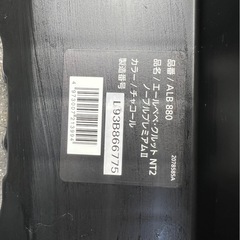 品番 / ALB 880
品名 / エールベベ・クルット NT2
ノーブルプレミアムⅡ
カラー / チャコール
製造番号
L93B866775
2078585A